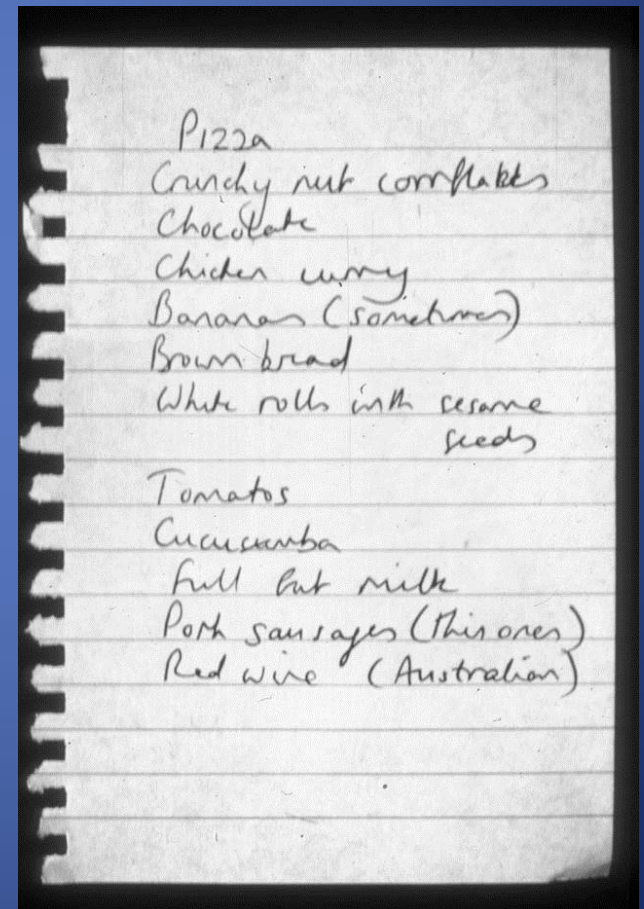 Pizza
Crunchy nut cornflakes
Chocolate
Chicken curry
Bananas (sometimes)
Brown bread
White rolls with sesame
seeds
Tomatos
Cucucumba
Full fat milk
Pork sausages (thin ones)
Red wine (Australian)